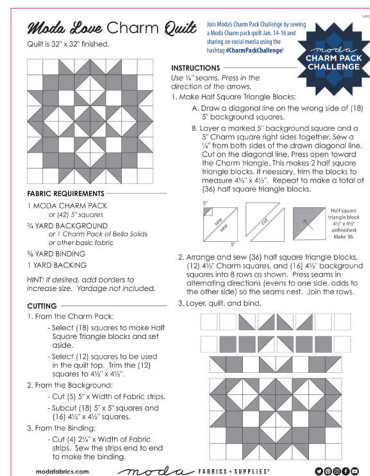 Moda Love Charm Quilt
Quilt is 32" x 32" finished.
Join Moda's Charm Pack Challenge by sewing
a Moda Charm pack quilt Jan. 14-16 and
sharing on social media using the
hashtag #CharmPackChallenge!
moda
CHARM PACK
CHALLENGE
FABRIC REQUIREMENTS
1 MODA CHARM PACK
or (42) 5" squares
¾ YARD BACKGROUND
or 1 Charm Pack of Bella Solids
or other basic fabric
⅜ YARD BINDING
1 YARD BACKING
HINT: If desired, add borders to
increase size. Yardage not included.
CUTTING
1. From the Charm Pack:
- Select (18) squares to make Half
Square Triangle blocks and set
aside.
- Select (12) squares to be used
in the quilt top. Trim the (12)
squares to 4½" x 4½".
2. From the Background:
- Cut (5) 5" x Width of Fabric strips.
- Subcut (18) 5" x 5" squares and
(16) 4½" x 4½" squares.
3. From the Binding:
- Cut (4) 2¼" x Width of Fabric
strips. Sew the strips end to end
to make the binding.
INSTRUCTIONS
Use ¼" seams. Press in the
direction of the arrows.
1. Make Half Square Triangle Blocks:
A. Draw a diagonal line on the wrong side of (18)
5" background squares.
B. Layer a marked 5" background square and a
5" Charm square right sides together. Sew a
¼" from both sides of the drawn diagonal line.
Cut on the diagonal line. Press open toward
the Charm triangle. This makes 2 half square
triangle blocks. If neessry, trim the blocks to
measure 4½" x 4½". Repeat to make a total of
(36) half square triangle blocks.
5"
5"
sew
sew
cut
Half square
triangle block
4½" x 4½"
unfinished
Make 36.
2. Arrange and sew (36) half square triangle blocks,
(12) 4½" Charm squares, and (16) 4½" background
squares into 8 rows as shown. Press seams in
alternating directions (evens to one side, odds to
the other side) so the seams nest. Join the rows.
3. Layer, quilt, and bind.
modafabrics.com
moda FABRICS + SUPPLIES®